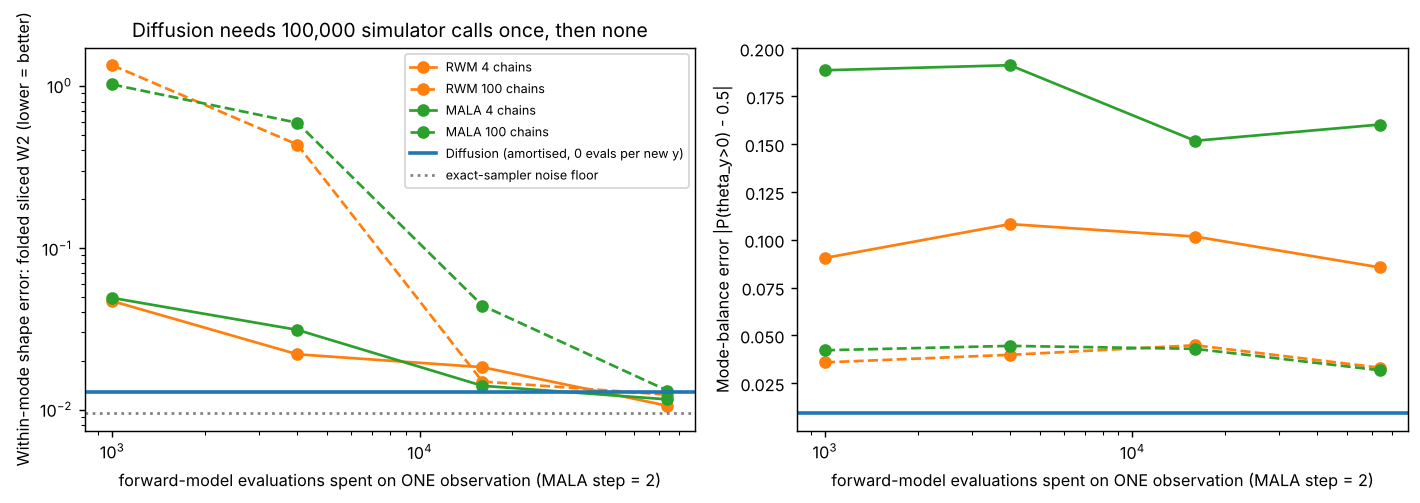 Diffusion needs 100,000 simulator calls once, then none
Within-mode shape error: folded sliced W2 (lower = better)
10⁰
10⁻¹
10⁻²
RWM 4 chains
RWM 100 chains
MALA 4 chains
MALA 100 chains
Diffusion (amortised, 0 evals per new y)
exact-sampler noise floor
10³
10⁴
forward-model evaluations spent on ONE observation (MALA step = 2)
Mode-balance error |P(theta_y>0) - 0.5|
0.200
0.175
0.150
0.125
0.100
0.075
0.050
0.025
10³
10⁴
forward-model evaluations spent on ONE observation (MALA step = 2)